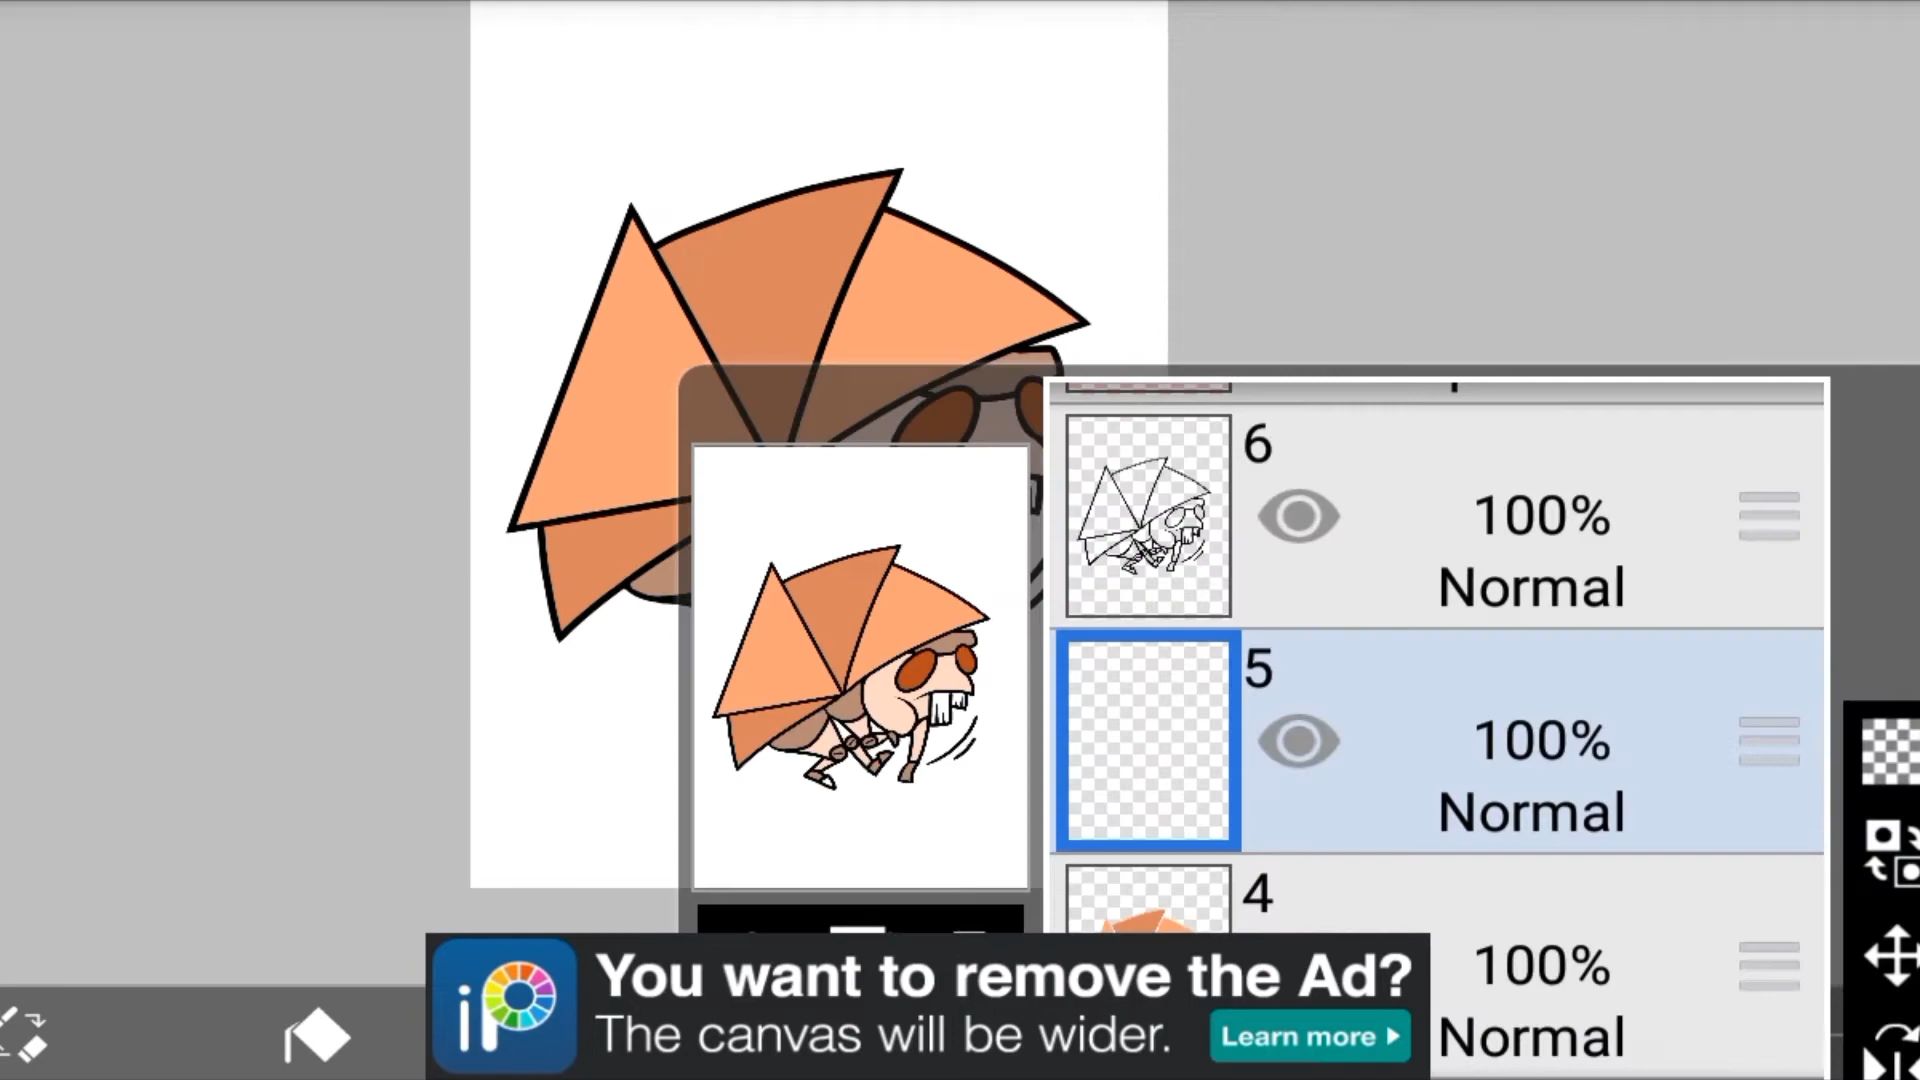 6
100%
Normal
5
100%
Normal
4
100%
Normal
iP
You want to remove the Ad?
The canvas will be wider.
Learn more